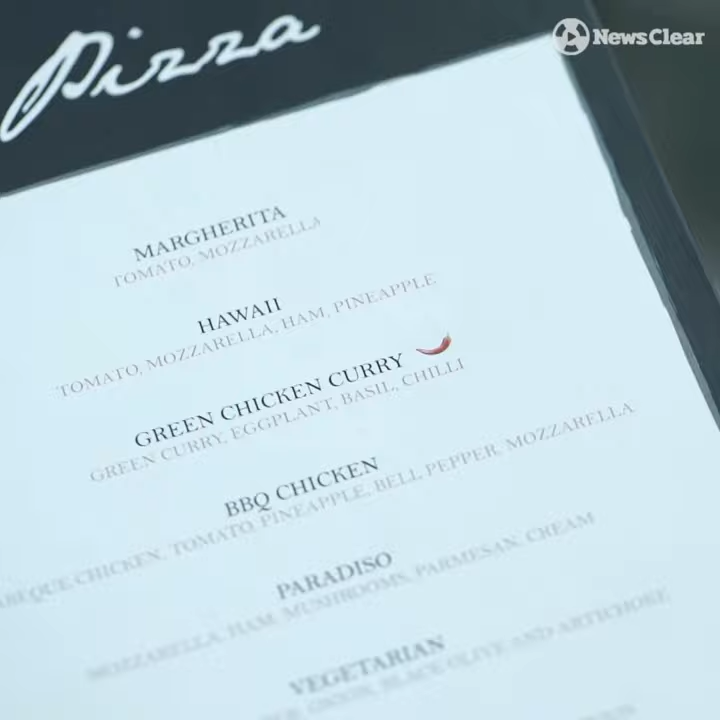 NewsClear
Pizza
MARGHERITA
TOMATO, MOZZARELLA
HAWAII
TOMATO, MOZZARELLA, HAM, PINEAPPLE
GREEN CHICKEN CURRY
GREEN CURRY, EGGPLANT, BASIL, CHILLI
BBQ CHICKEN
CHICKEN, TOMATO, PINEAPPLE, BELL PEPPER, MOZZARELLA
PARADISO
MOZZARELLA, HAM, MUSHROOMS, PARMESAN, CREAM
VEGETARIAN
BLACK OLIVE AND ARTICHOKE